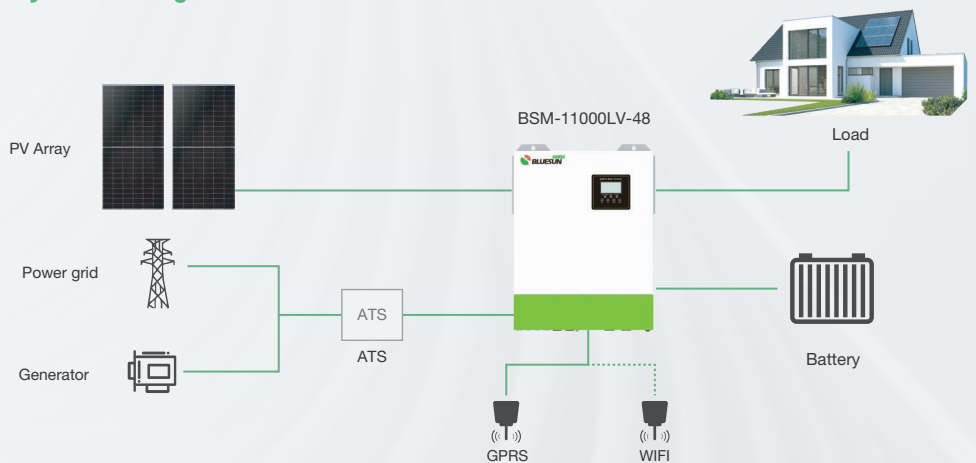 BSM-11000LV-48
Load
PV Array
BLUESUN
Power grid
ATS
ATS
Generator
Battery
GPRS
WIFI